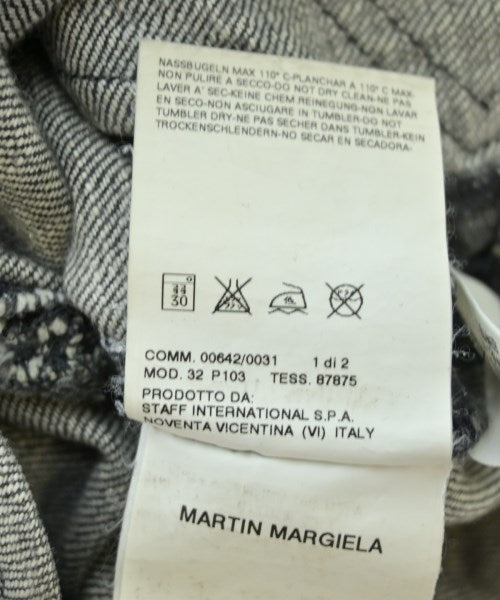 NASSBUGELN MAX 110° C-PLANCHAR A 110° C MAX-
NON PULIRE A SECCO-DO NOT DRY CLEAN-NE PAS
LAVER A' SEC-KEINE CHEM.REINEGUNG-NON LAVAR
EN SECO-NON ASCIUGARE IN TUMBLER-DO NOT
TUMBLER DRY-NE PAS SECHER DANS TUMBLER-KEIN
TROCKENSCHLENDERN-NO SECAR EN SECADORA-
44
30
COMM. 00642/0031 1 di 2
MOD. 32 P103 TESS. 87875
PRODOTTO DA:
STAFF INTERNATIONAL S.P.A.
NOVENTA VICENTINA (VI) ITALY
MARTIN MARGIELA